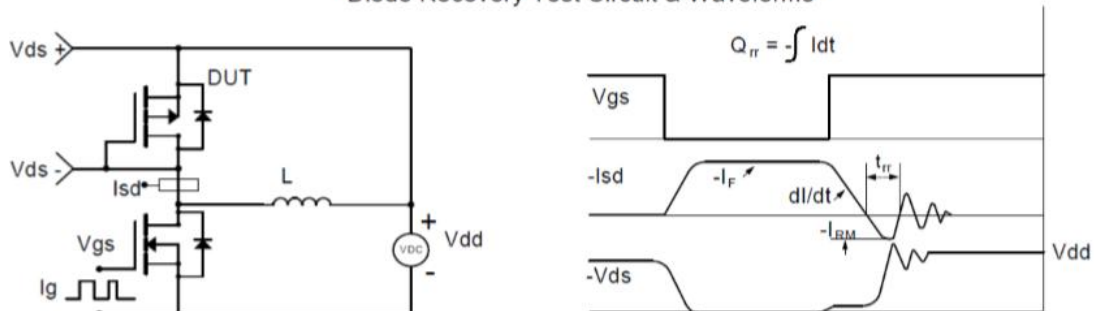 Diode Recovery Test Circuit & Waveforms
Vds +
DUT
Vds -
Isd
L
Vgs
Ig
+
VDC
-
Vdd
Qrr = -∫ Idt
Vgs
-Isd
-IF
dI/dt
trr
-IRM
Vdd
-Vds